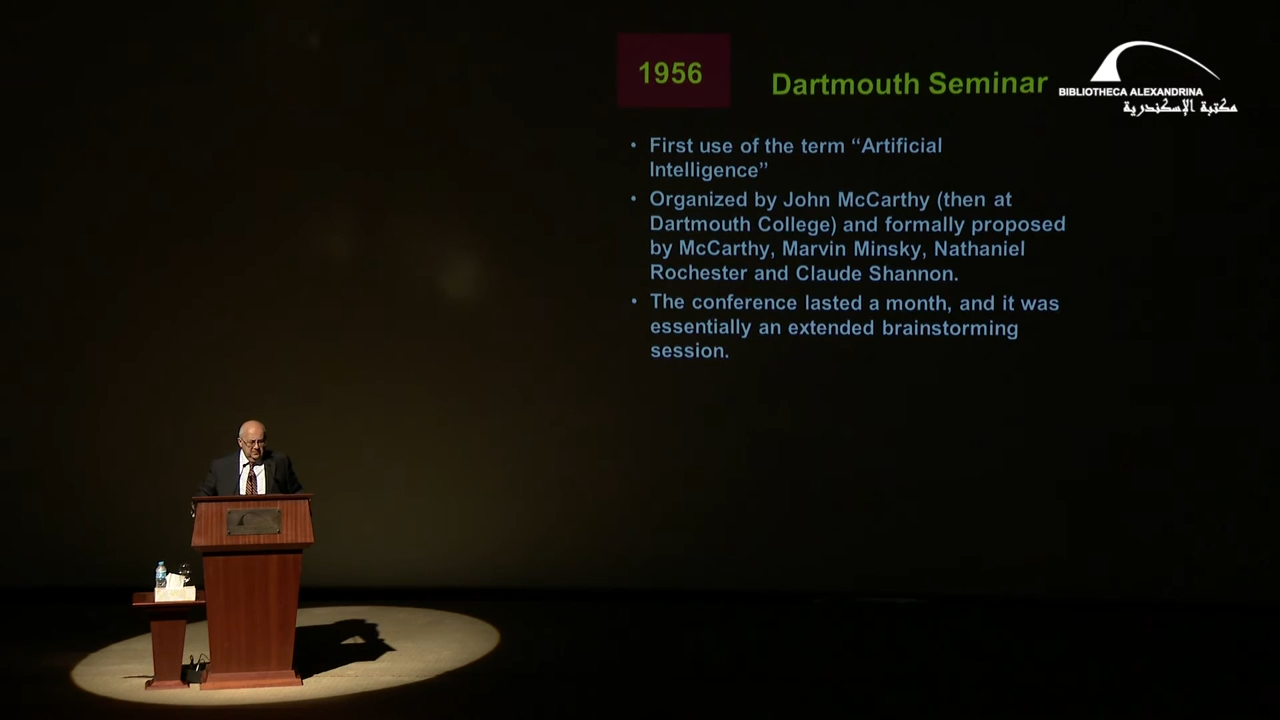 1956
Dartmouth Seminar
BIBLIOTHECA ALEXANDRINA
مكتبة الإسكندرية
• First use of the term “Artificial
Intelligence”
• Organized by John McCarthy (then at
Dartmouth College) and formally proposed
by McCarthy, Marvin Minsky, Nathaniel
Rochester and Claude Shannon.
• The conference lasted a month, and it was
essentially an extended brainstorming
session.